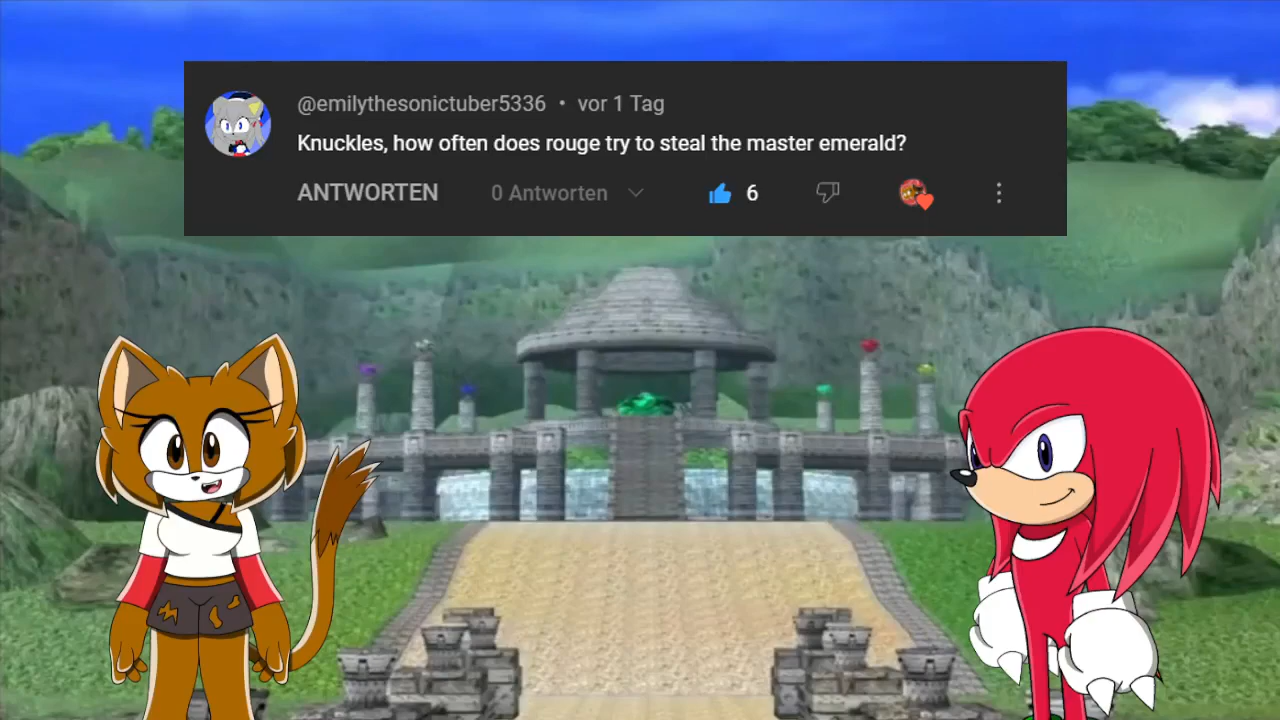 @emilythesonictuber5336 • vor 1 Tag
Knuckles, how often does rouge try to steal the master emerald?
ANTWORTEN 0 Antworten 6